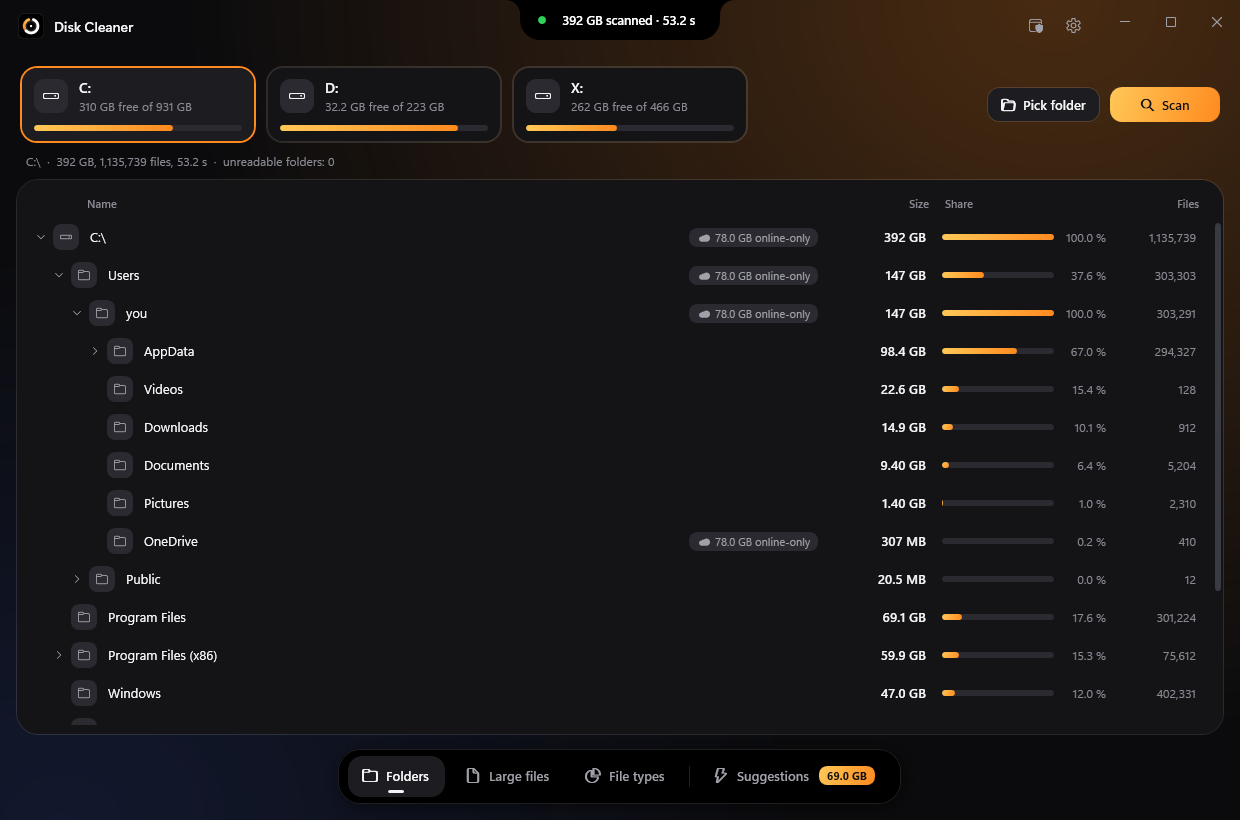 Disk Cleaner
392 GB scanned · 53.2 s
C:
310 GB free of 931 GB
D:
32.2 GB free of 223 GB
X:
262 GB free of 466 GB
Pick folder
Scan
C:\ · 392 GB, 1,135,739 files, 53.2 s · unreadable folders: 0
Name Size Share Files
C:\ 78.0 GB online-only 392 GB 100.0 % 1,135,739
Users 78.0 GB online-only 147 GB 37.6 % 303,303
you 78.0 GB online-only 147 GB 100.0 % 303,291
AppData 98.4 GB 67.0 % 294,327
Videos 22.6 GB 15.4 % 128
Downloads 14.9 GB 10.1 % 912
Documents 9.40 GB 6.4 % 5,204
Pictures 1.40 GB 1.0 % 2,310
OneDrive 78.0 GB online-only 307 MB 0.2 % 410
Public 20.5 MB 0.0 % 12
Program Files 69.1 GB 17.6 % 301,224
Program Files (x86) 59.9 GB 15.3 % 75,612
Windows 47.0 GB 12.0 % 402,331
Folders Large files File types Suggestions 69.0 GB